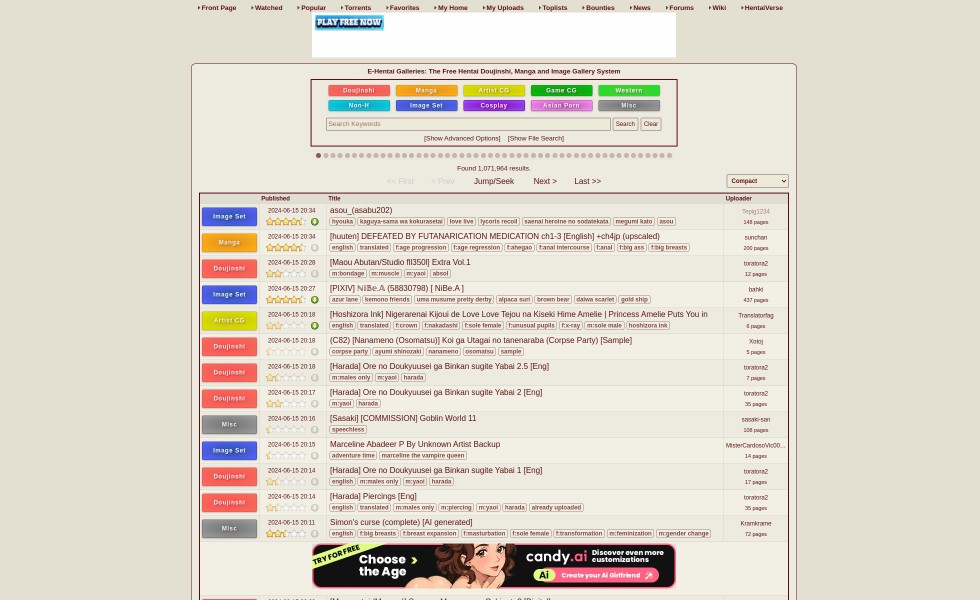 Front Page Watched Popular Torrents Favorites My Home My Uploads Toplists Bounties News Forums Wiki HentaiVerse
PLAY FREE NOW
E-Hentai Galleries: The Free Hentai Doujinshi, Manga and Image Gallery System
Doujinshi Manga Artist CG Game CG Western
Non-H Image Set Cosplay Asian Porn Misc
Search Keywords Search Clear
[Show Advanced Options] [Show File Search]
Found 1,071,964 results.
<< First < Prev Jump/Seek Next > Last >> Compact
Published Title Uploader
Image Set 2024-06-15 20:34 asou_(asabu202) Tepig1234
hyouka kaguya-sama wa kokurasetai love live lycoris recoil saenai heroine no sodatekata megumi kato asou 148 pages
Manga 2024-06-15 20:34 [huuten] DEFEATED BY FUTANARICATION MEDICATION ch1-3 [English] +ch4jp (upscaled) sunchan
english translated f:age progression f:age regression f:ahegao f:anal intercourse f:anal f:big ass f:big breasts 200 pages
Doujinshi 2024-06-15 20:28 [Maou Abutan/Studio fll350l] Extra Vol.1 toratora2
m:bondage m:muscle m:yaoi absol 12 pages
Image Set 2024-06-15 20:27 [PIXIV] ℕ𝕚𝔹𝕖.𝔸 (58830798) [ NiBe.A ] bahki
azur lane kemono friends uma musume pretty derby alpaca suri brown bear daiwa scarlet gold ship 437 pages
Artist CG 2024-06-15 20:18 [Hoshizora Ink] Nigerarenai Kijoui de Love Love Tejou na Kiseki Hime Amelie | Princess Amelie Puts You in Translatorfag
english translated f:crown f:nakadashi f:sole female f:unusual pupils f:x-ray m:sole male hoshizora ink 6 pages
Doujinshi 2024-06-15 20:18 (C82) [Nanameno (Osomatsu)] Koi ga Utagai no tanenaraba (Corpse Party) [Sample] Xotoj
corpse party ayumi shinozaki nanameno osomatsu sample 5 pages
Doujinshi 2024-06-15 20:18 [Harada] Ore no Doukyuusei ga Binkan sugite Yabai 2.5 [Eng] toratora2
m:males only m:yaoi harada 7 pages
Doujinshi 2024-06-15 20:17 [Harada] Ore no Doukyuusei ga Binkan sugite Yabai 2 [Eng] toratora2
m:yaoi harada 35 pages
Misc 2024-06-15 20:16 [Sasaki] [COMMISSION] Goblin World 11 sasaki-san
speechless 108 pages
Image Set 2024-06-15 20:15 Marceline Abadeer P By Unknown Artist Backup MisterCardosoVic00...
adventure time marceline the vampire queen 14 pages
Doujinshi 2024-06-15 20:14 [Harada] Ore no Doukyuusei ga Binkan sugite Yabai 1 [Eng] toratora2
english m:males only m:yaoi harada 17 pages
Doujinshi 2024-06-15 20:14 [Harada] Piercings [Eng] toratora2
english translated m:males only m:piercing m:yaoi harada already uploaded 35 pages
Misc 2024-06-15 20:11 Simon's curse (complete) [AI generated] Kramkrame
english f:big breasts f:breast expansion f:masturbation f:sole female f:transformation m:feminization m:gender change 72 pages
TRY FOR FREE Choose the Age candy.ai Discover even more customizations
Ai Create your AI Girlfriend